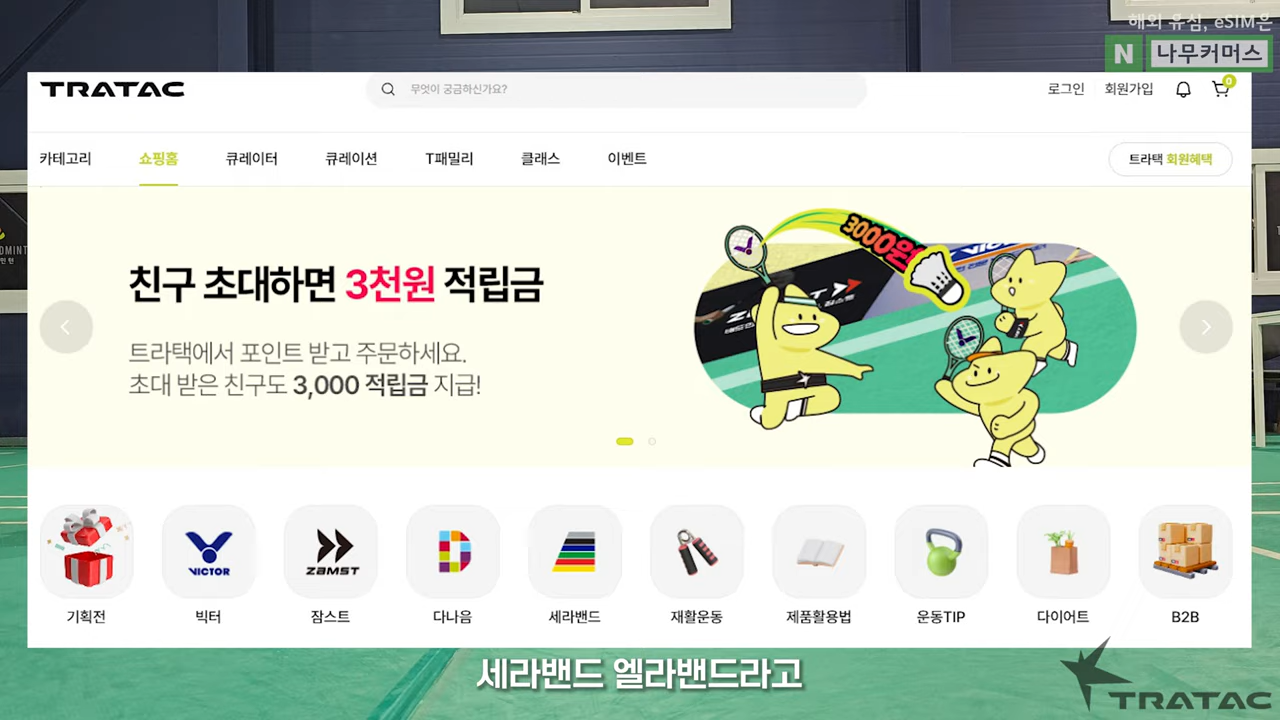 해외 유심, eSIM은
N 나무커머스
TRATAC
무엇이 궁금하신가요?
로그인
회원가입
0
카테고리
쇼핑홈
큐레이터
큐레이션
T패밀리
클래스
이벤트
트라택 회원혜택
친구 초대하면 3천원 적립금
트라택에서 포인트 받고 주문하세요.
초대 받은 친구도 3,000 적립금 지급!
3000원
VICTOR
ZAMST
기획전
빅터
잠스트
다나음
세라밴드
재활운동
제품활용법
운동TIP
다이어트
B2B
세라밴드 엘라밴드라고
TRATAC